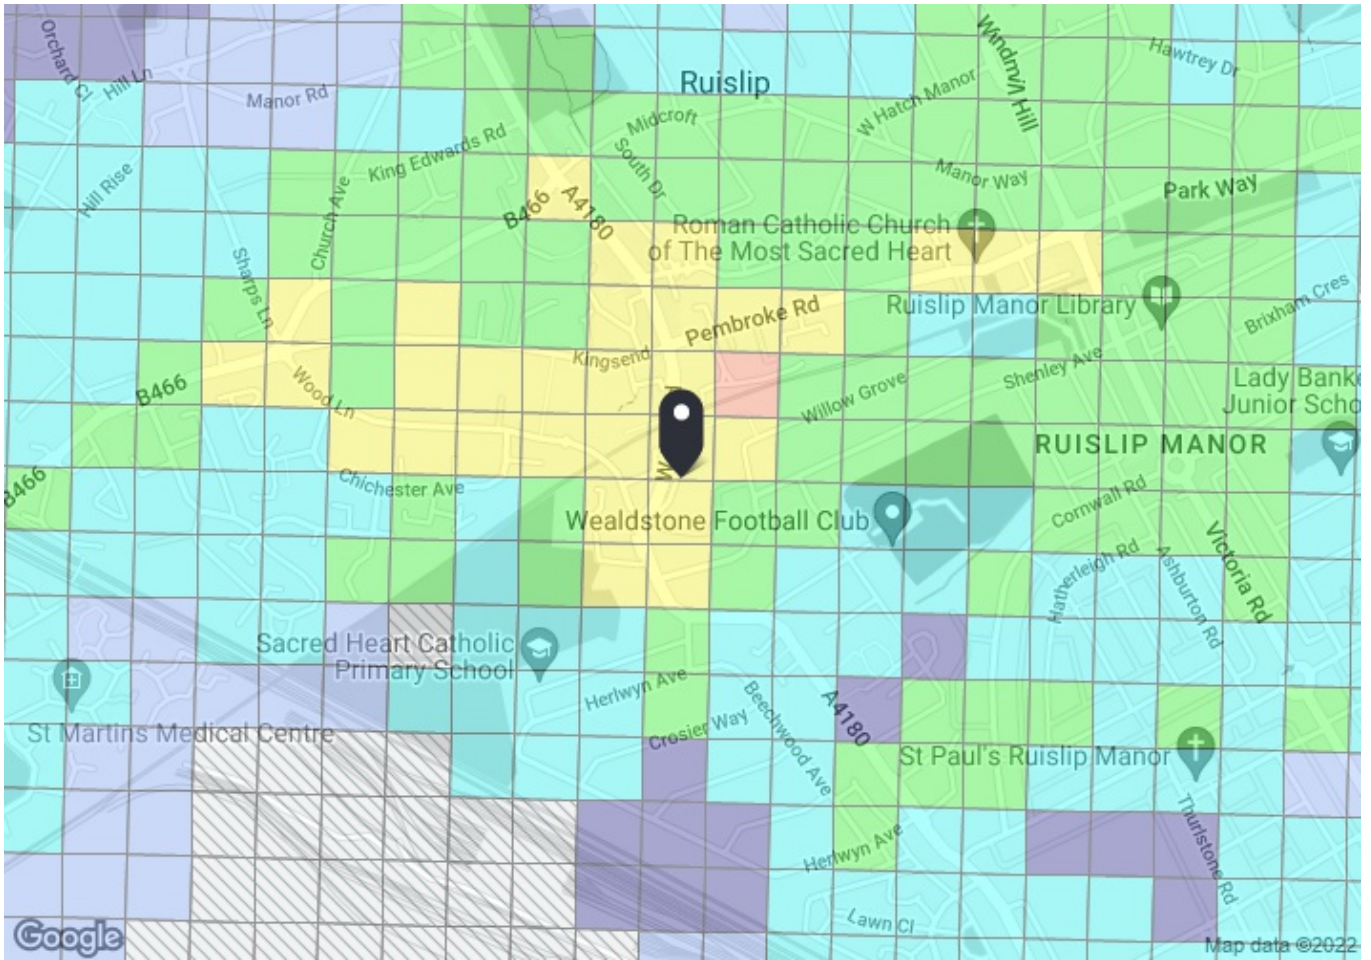 Orchard Cl
Hill Ln
Manor Rd
Ruislip
Windmill Hill
Hawtrey Dr
W Hatch Manor
Midcroft
King Edwards Rd
South Dr
Hill Rise
Church Ave
B466
A4180
Manor Way
Park Way
Roman Catholic Church
of The Most Sacred Heart
Sharps Ln
Ruislip Manor Library
Brixham Cres
Pembroke Rd
Kingsend
Shenley Ave
B466
Wood Ln
Willow Grove
Lady Banke
Junior Scho
RUISLIP MANOR
B466
Chichester Ave
Cornwall Rd
Wealdstone Football Club
Victoria Rd
Hatherleigh Rd
Ashburton Rd
Sacred Heart Catholic
Primary School
Herlwyn Ave
Beechwood Ave
A4180
Crosier Way
St Martins Medical Centre
St Paul's Ruislip Manor
Thurlstone Rd
Herlwyn Ave
Lawn Cl
Google
Map data ©2022